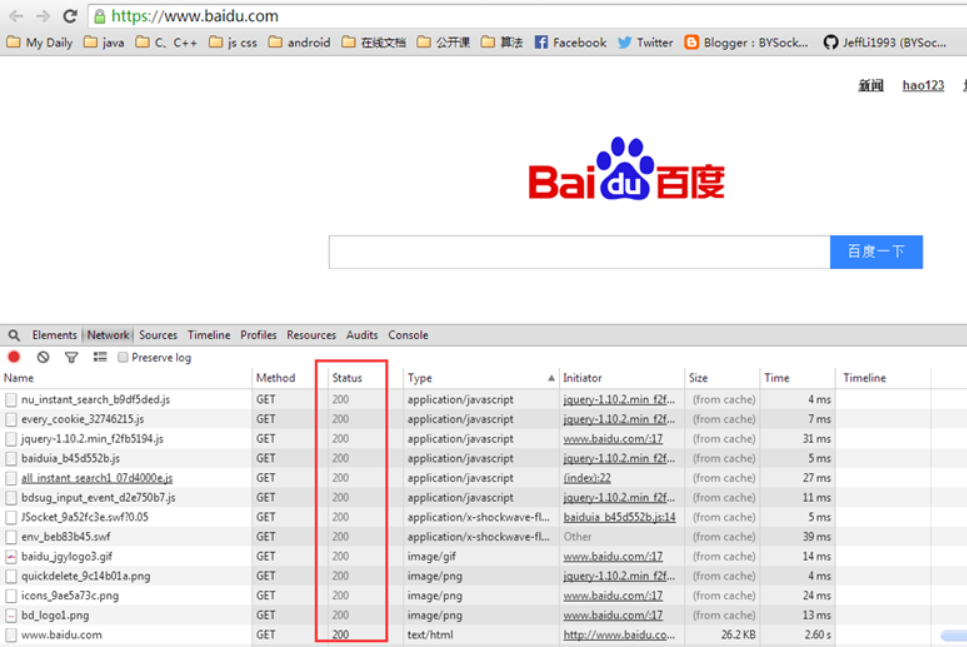 https://www.baidu.com
My Daily java C、C++ js css android 在线文档 公开课 算法 Facebook Twitter Blogger : BYSock... JeffLi1993 (BYSoc...
新闻 hao123
Bai du 百度
百度一下
Elements Network Sources Timeline Profiles Resources Audits Console
Preserve log
Name Method Status Type Initiator Size Time Timeline
nu_instant_search_b9df5ded.js GET 200 application/javascript jquery-1.10.2.min_f2f... (from cache) 4 ms
every_cookie_32746215.js GET 200 application/javascript jquery-1.10.2.min_f2f... (from cache) 7 ms
jquery-1.10.2.min_f2fb5194.js GET 200 application/javascript www.baidu.com/:17 (from cache) 31 ms
baiduia_b45d552b.js GET 200 application/javascript jquery-1.10.2.min_f2f... (from cache) 5 ms
all_instant_search1_07d4000e.js GET 200 application/javascript (index):22 (from cache) 27 ms
bdsug_input_event_d2e750b7.js GET 200 application/javascript jquery-1.10.2.min_f2f... (from cache) 11 ms
JSocket_9a52fc3e.swf?0.05 GET 200 application/x-shockwave-fl... baiduia_b45d552b.js:14 (from cache) 5 ms
env_beb83b45.swf GET 200 application/x-shockwave-fl... Other (from cache) 39 ms
baidu_jgylogo3.gif GET 200 image/gif www.baidu.com/:17 (from cache) 14 ms
quickdelete_9c14b01a.png GET 200 image/png jquery-1.10.2.min_f2f... (from cache) 4 ms
icons_9ae5a73c.png GET 200 image/png www.baidu.com/:17 (from cache) 24 ms
bd_logo1.png GET 200 image/png www.baidu.com/:17 (from cache) 13 ms
www.baidu.com GET 200 text/html http://www.baidu.co... 26.2 KB 2.60 s